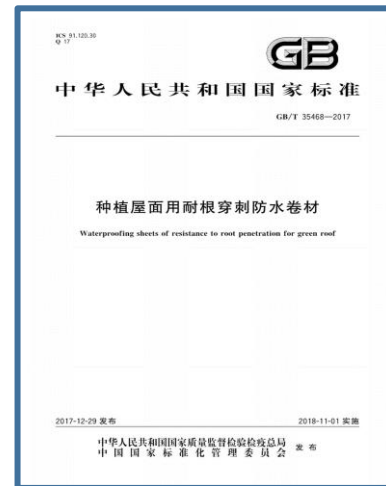 ICS 91.120.30
Q 17
GB
中华人民共和国国家标准
GB/T 35468—2017
种植屋面用耐根穿刺防水卷材
Waterproofing sheets of resistance to root penetration for green roof
2017-12-29 发布
2018-11-01 实施
中华人民共和国国家质量监督检验检疫总局
中国国家标准化管理委员会
发布